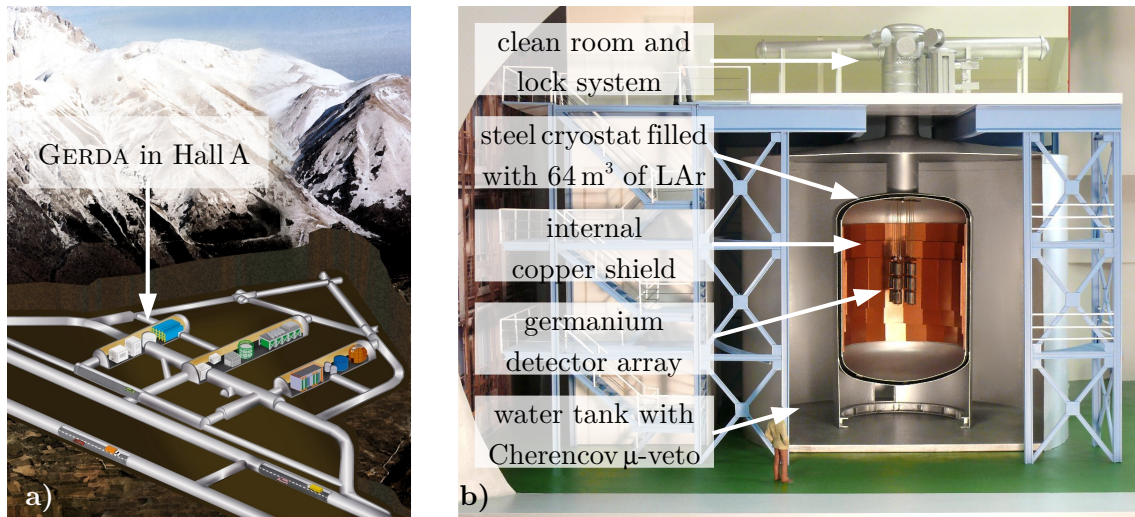 GERDA in Hall A
a)
clean room and
lock system
steel cryostat filled
with 64 m³ of LAr
internal
copper shield
germanium
detector array
water tank with
Cherencov µ-veto
b)